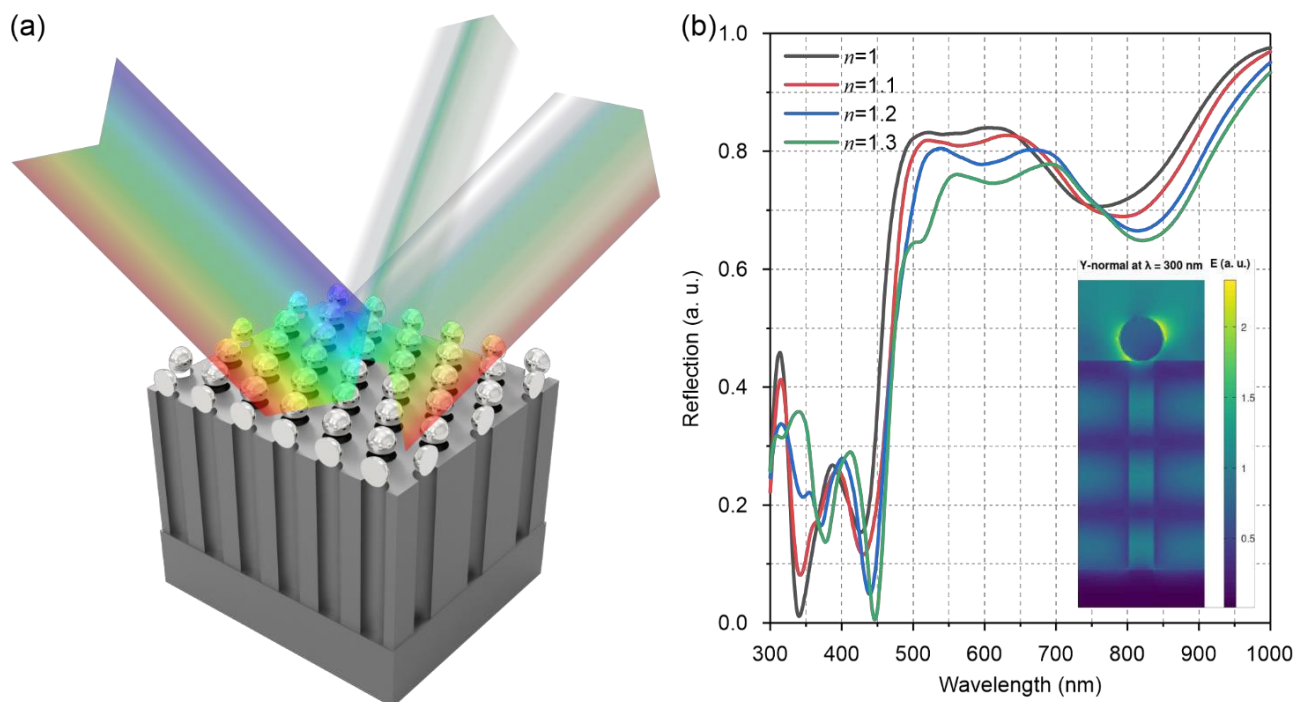 (a)
(b)
1.0
0.8
0.6
0.4
0.2
0.0
Reflection (a. u.)
n=1
n=1.1
n=1.2
n=1.3
Y-normal at λ = 300 nm
E (a. u.)
2
1.5
1
0.5
300 400 500 600 700 800 900 1000
Wavelength (nm)